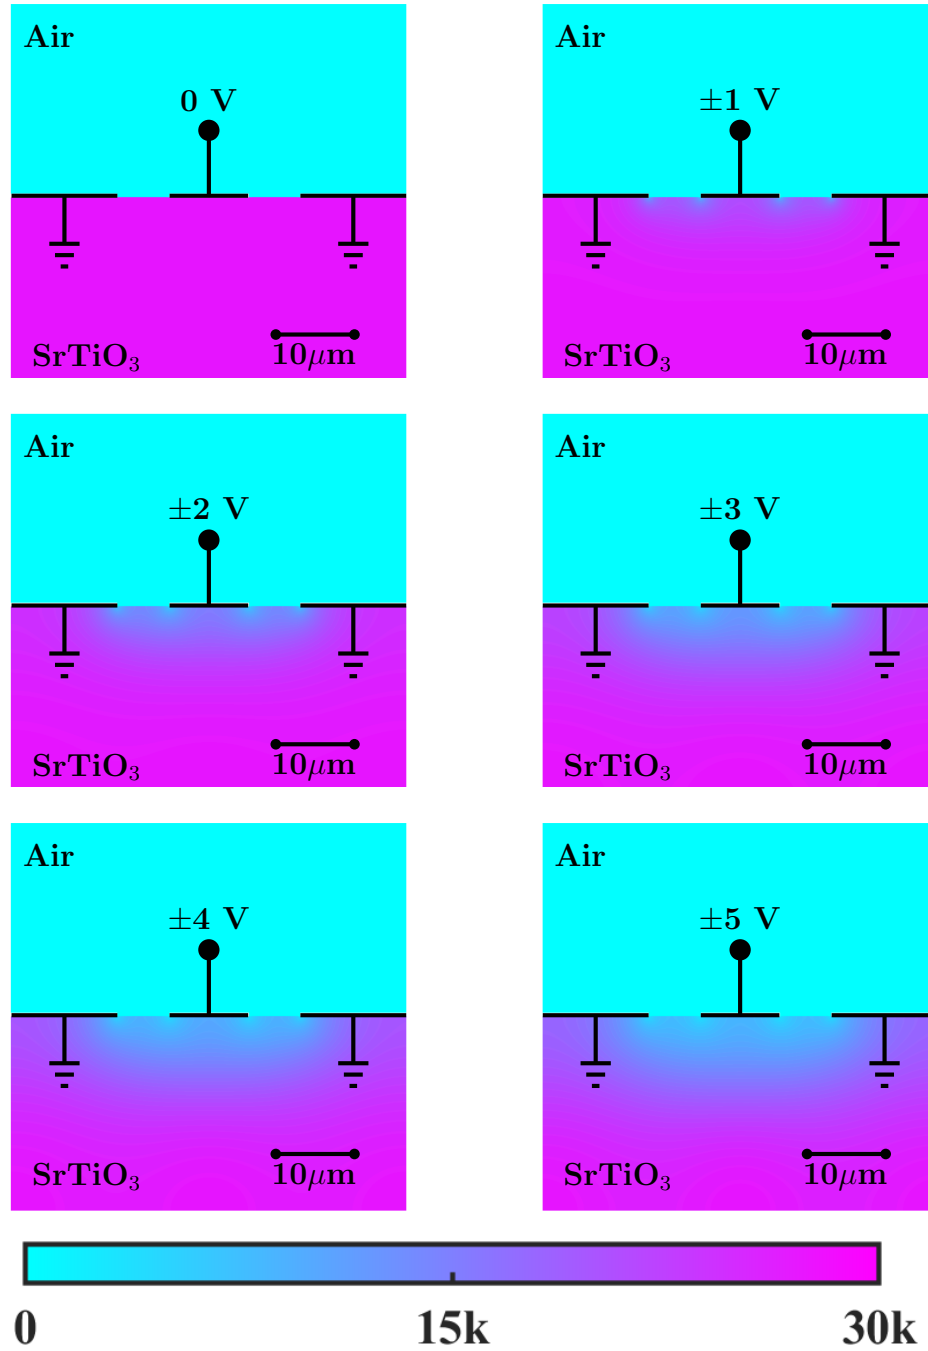 Air
0 V
SrTiO₃
10μm
Air
±1 V
SrTiO₃
10μm
Air
±2 V
SrTiO₃
10μm
Air
±3 V
SrTiO₃
10μm
Air
±4 V
SrTiO₃
10μm
Air
±5 V
SrTiO₃
10μm
0 15k 30k